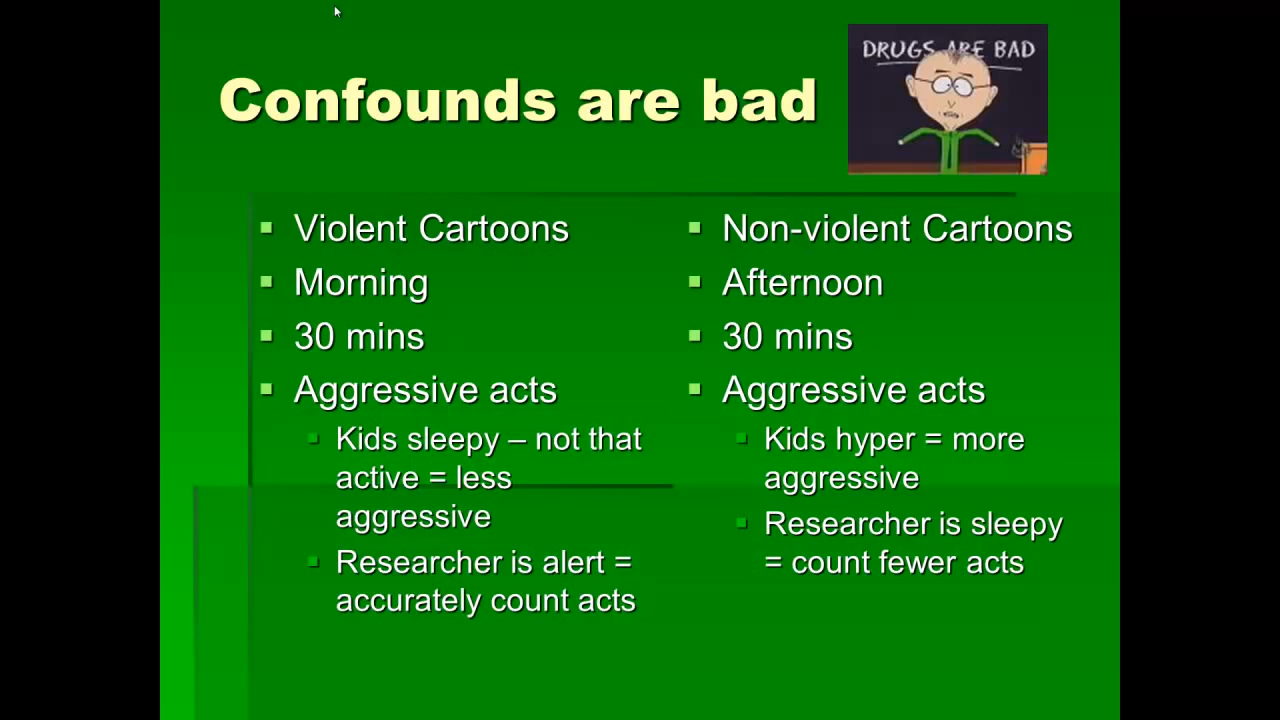 DRUGS ARE BAD
Confounds are bad
Violent Cartoons
Morning
30 mins
Aggressive acts
Kids sleepy – not that
active = less
aggressive
Researcher is alert =
accurately count acts
Non-violent Cartoons
Afternoon
30 mins
Aggressive acts
Kids hyper = more
aggressive
Researcher is sleepy
= count fewer acts